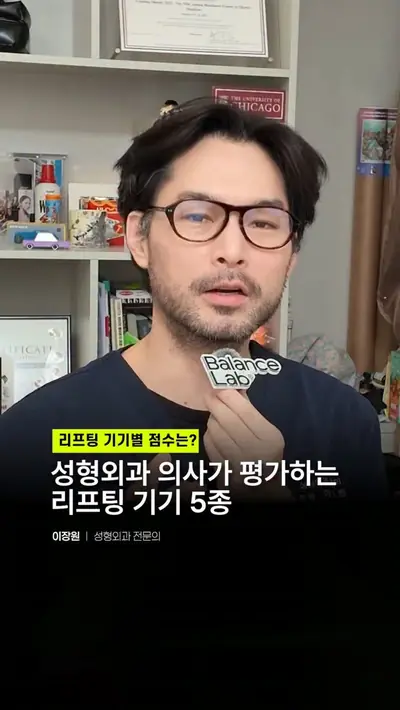 THE UNIVERSITY OF
CHICAGO
Balance
Lab
리프팅 기기별 점수는?
성형외과 의사가 평가하는
리프팅 기기 5종
이장원 | 성형외과 전문의